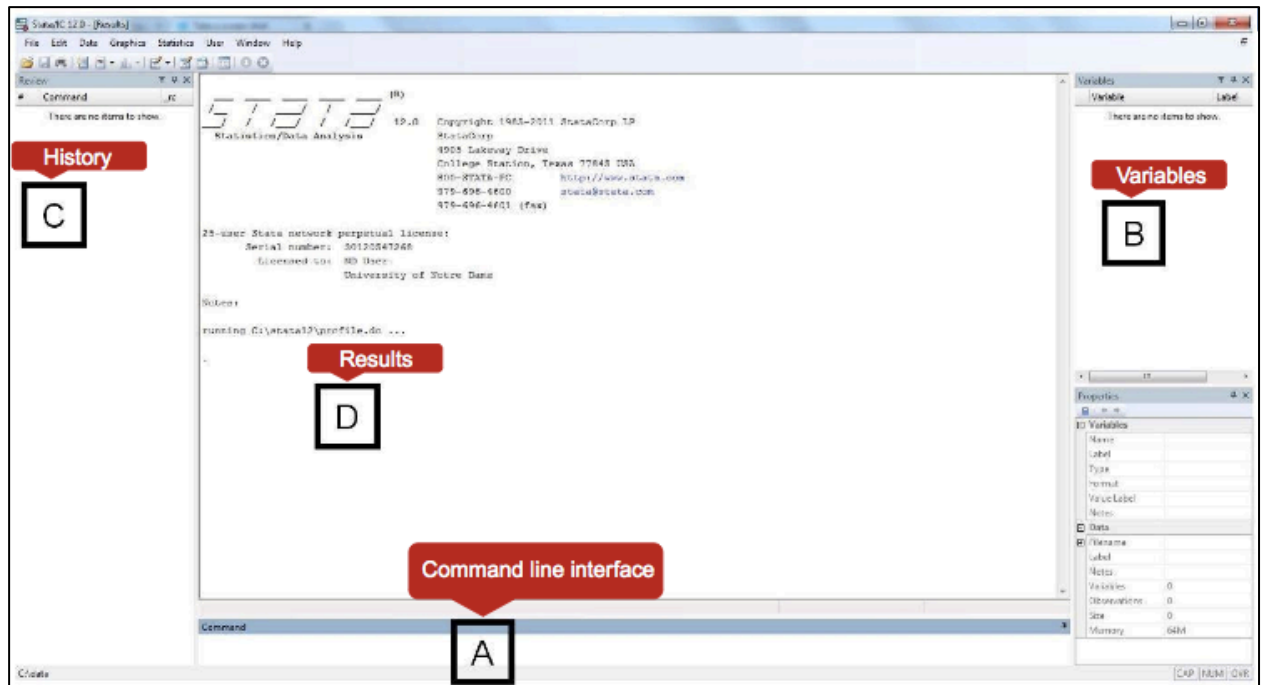 Stata/IC 12.0 - [Results]
File Edit Data Graphics Statistics User Window Help
Review
# Command _rc
There are no items to show.
History
C
STATA (R)
12.0 Copyright 1985-2011 StataCorp LP
Statistics/Data Analysis StataCorp
4905 Lakeway Drive
College Station, Texas 77845 USA
800-STATA-PC http://www.stata.com
979-696-4600 stata@stata.com
979-696-4601 (fax)
25-user Stata network perpetual license:
Serial number:
Licensed to: ND User
University of Notre Dame
Notes:
running C:\stata12\profile.do ...
.
Results
D
Command line interface
Command
A
Variables
Variable Label
There are no items to show.
Variables
B
Properties
Variables
Name
Label
Type
Format
Value Label
Notes
Data
Filename
Label
Notes
Variables 0
Observations 0
Size 0
Memory 64M
C:\data
CAP NUM OVR